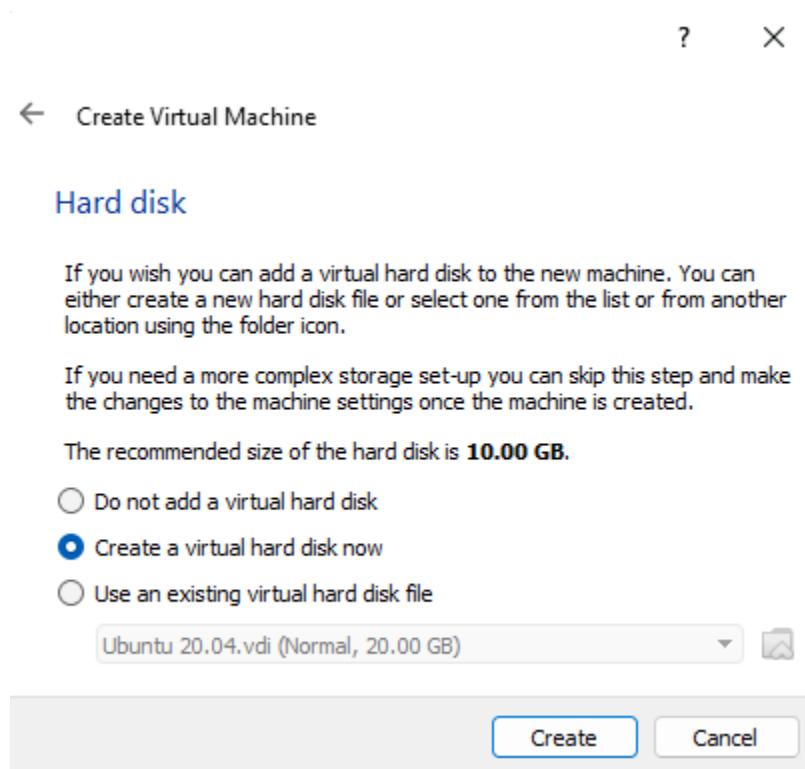 ?
Create Virtual Machine
Hard disk
If you wish you can add a virtual hard disk to the new machine. You can
either create a new hard disk file or select one from the list or from another
location using the folder icon.
If you need a more complex storage set-up you can skip this step and make
the changes to the machine settings once the machine is created.
The recommended size of the hard disk is 10.00 GB.
Do not add a virtual hard disk
Create a virtual hard disk now
Use an existing virtual hard disk file
Ubuntu 20.04.vdi (Normal, 20.00 GB)
Create Cancel